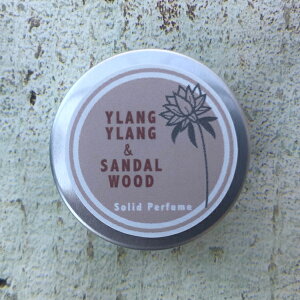 YLANG
YLANG
&
SANDAL
WOOD
Solid Perfume